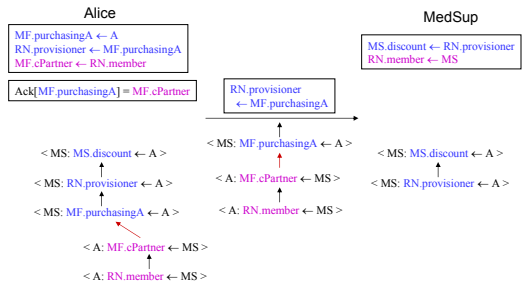 Alice
MF.purchasingA ← A
RN.provisioner ← MF.purchasingA
MF.cPartner ← RN.member
Ack[MF.purchasingA] = MF.cPartner
< MS: MS.discount ← A >
< MS: RN.provisioner ← A >
< MS: MF.purchasingA ← A >
< A: MF.cPartner ← MS >
< A: RN.member ← MS >
RN.provisioner
← MF.purchasingA
< MS: MF.purchasingA ← A >
< A: MF.cPartner ← MS >
< A: RN.member ← MS >
MedSup
MS.discount ← RN.provisioner
RN.member ← MS
< MS: MS.discount ← A >
< MS: RN.provisioner ← A >